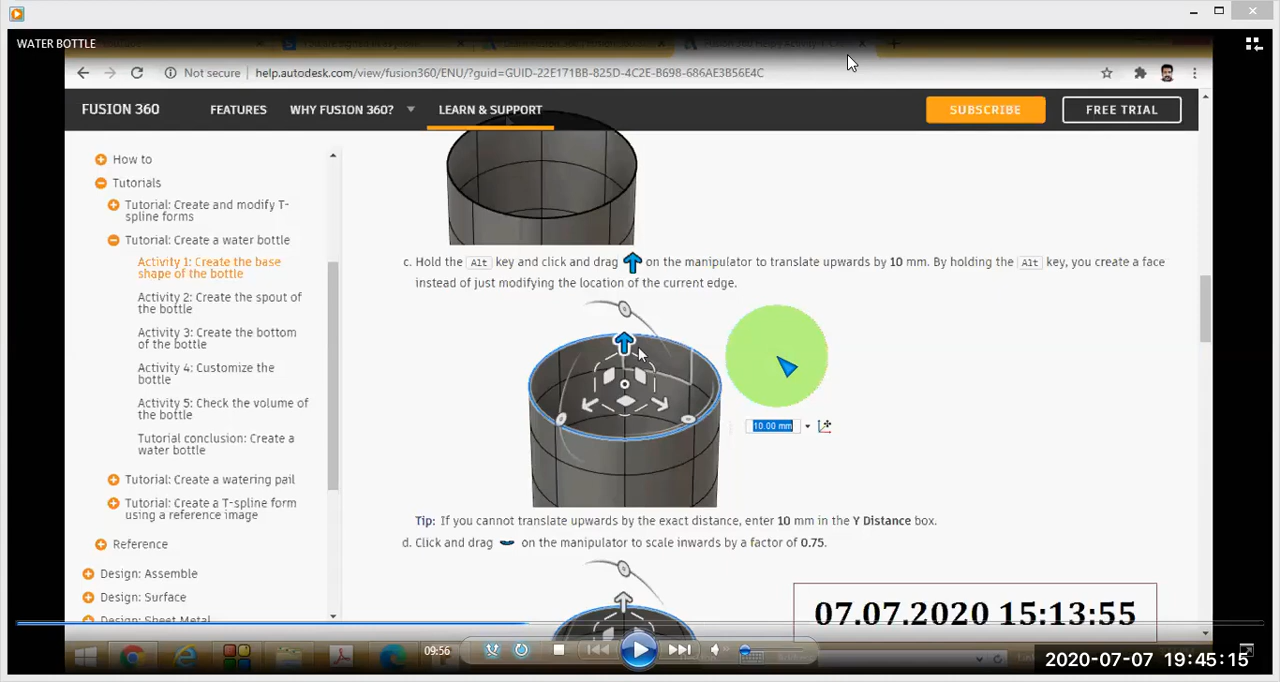 WATER BOTTLE
Not secure
help.autodesk.com/view/fusion360/ENU/?guid=GUID-22E171BB-825D-4C2E-B698-686AE3B56E4C
FUSION 360
FEATURES
WHY FUSION 360?
LEARN & SUPPORT
SUBSCRIBE
FREE TRIAL
How to
Tutorials
Tutorial: Create and modify T-
spline forms
Tutorial: Create a water bottle
Activity 1: Create the base
shape of the bottle
Activity 2: Create the spout of
the bottle
Activity 3: Create the bottom
of the bottle
Activity 4: Customize the
bottle
Activity 5: Check the volume of
the bottle
Tutorial conclusion: Create a
water bottle
Tutorial: Create a watering pail
Tutorial: Create a T-spline form
using a reference image
Reference
Design: Assemble
Design: Surface
Design: Sheet Metal
c. Hold the Alt key and click and drag on the manipulator to translate upwards by 10 mm. By holding the Alt key, you create a face
instead of just modifying the location of the current edge.
10.00 mm
Tip: If you cannot translate upwards by the exact distance, enter 10 mm in the Y Distance box.
d. Click and drag on the manipulator to scale inwards by a factor of 0.75.
07.07.2020 15:13:55
09:56
2020-07-07 19:45:15